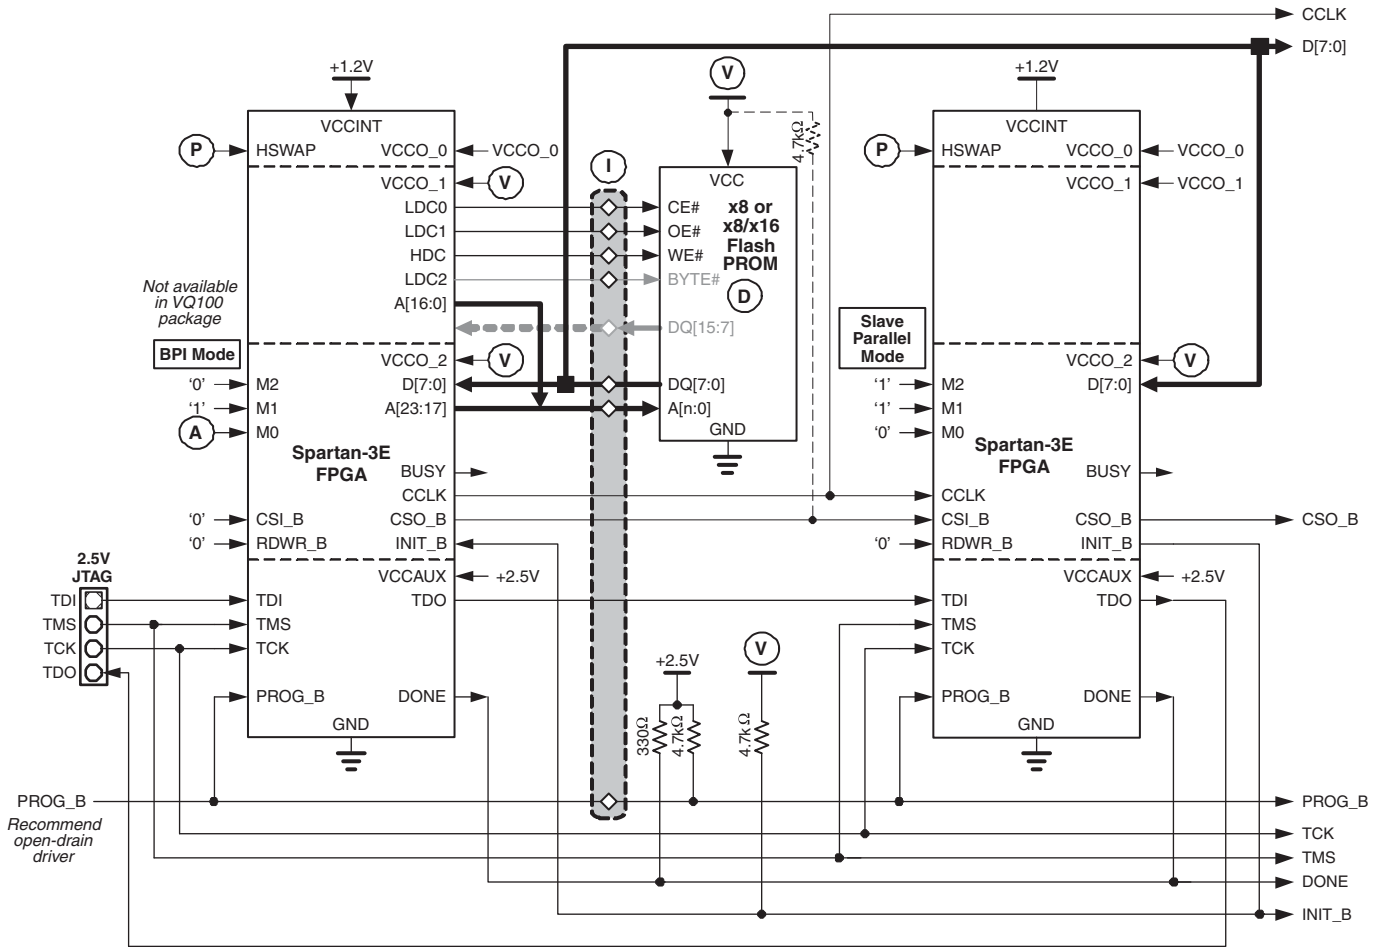 CCLK
D[7:0]
+1.2V
V
+1.2V
VCCINT
P
HSWAP
VCCO_0
VCCO_0
4.7kΩ
VCCINT
P
HSWAP
VCCO_0
VCCO_0
I
VCCO_1
V
VCC
VCCO_1
VCCO_1
LDC0
CE#
x8 or
x8/x16
Flash
PROM
LDC1
OE#
HDC
WE#
LDC2
BYTE#
D
Not available
in VQ100
package
A[16:0]
DQ[15:7]
Slave
Parallel
Mode
BPI Mode
VCCO_2
V
VCCO_2
V
'0'
M2
D[7:0]
DQ[7:0]
'1'
M2
D[7:0]
'1'
M1
A[23:17]
A[n:0]
'1'
M1
A
M0
GND
'0'
M0
Spartan-3E
FPGA
Spartan-3E
FPGA
BUSY
BUSY
CCLK
CCLK
'0'
CSI_B
CSO_B
CSI_B
CSO_B
CSO_B
'0'
RDWR_B
INIT_B
'0'
RDWR_B
INIT_B
2.5V
JTAG
VCCAUX
+2.5V
VCCAUX
+2.5V
TDI
TDI
TDO
TDI
TDO
TMS
TMS
TMS
TCK
TCK
TCK
TDO
+2.5V
V
PROG_B
DONE
PROG_B
DONE
330Ω
4.7kΩ
4.7kΩ
GND
GND
PROG_B
PROG_B
Recommend
open-drain
driver
TCK
TMS
DONE
INIT_B